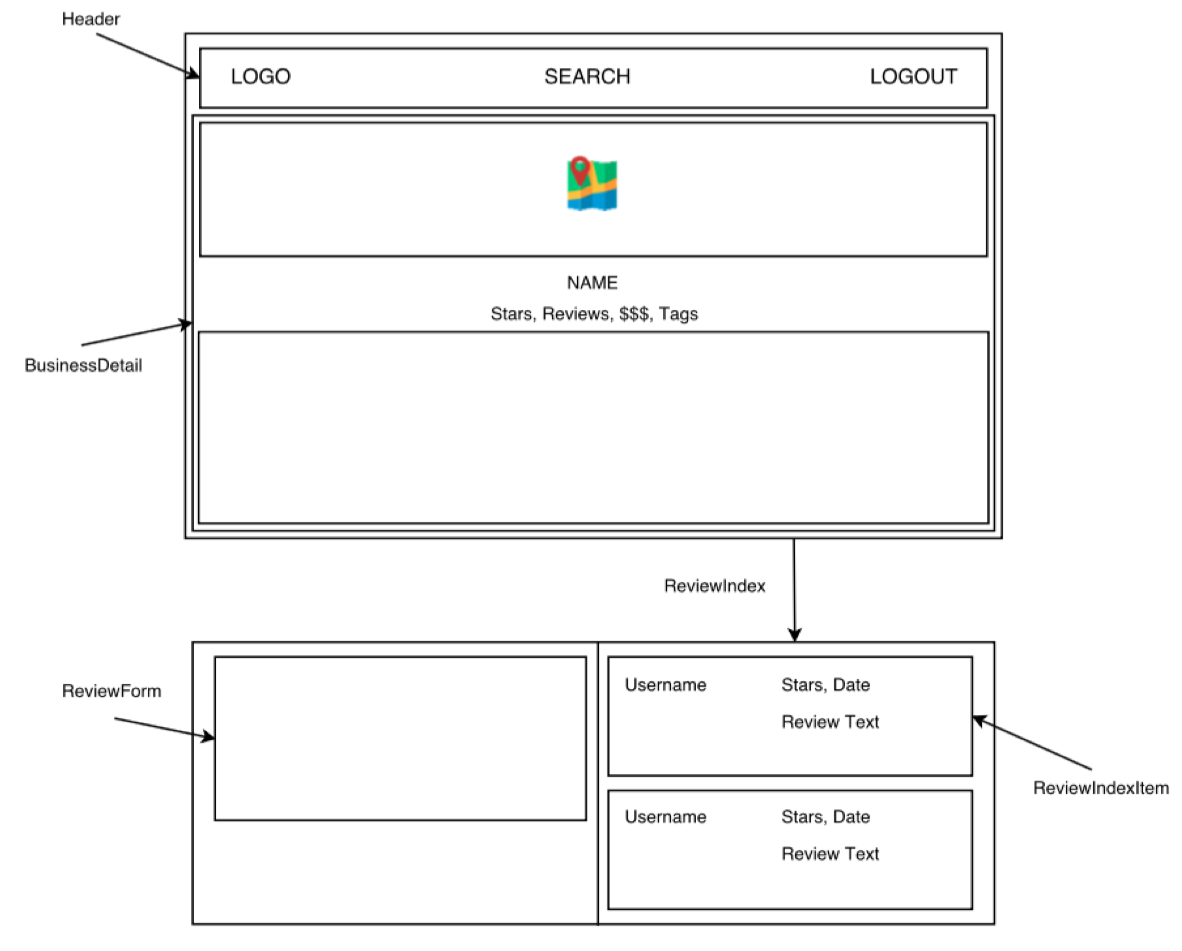 Header
LOGO SEARCH LOGOUT
NAME
Stars, Reviews, $$$, Tags
BusinessDetail
ReviewIndex
ReviewForm
Username Stars, Date
Review Text
ReviewIndexItem
Username Stars, Date
Review Text